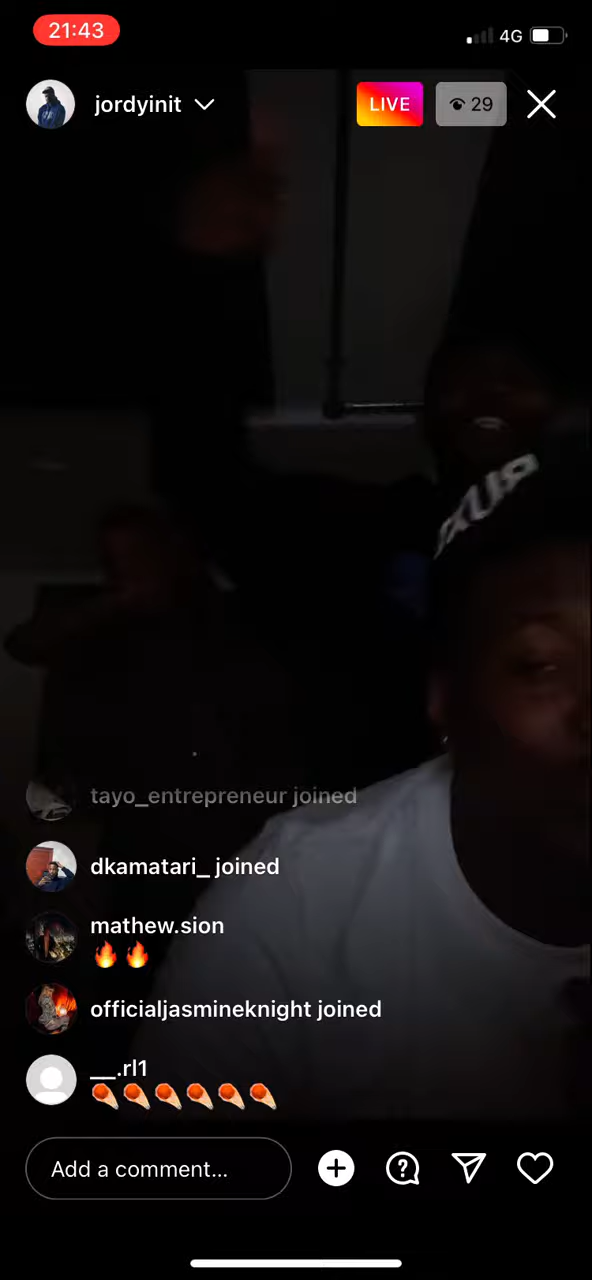 21:43
4G
jordyinit
LIVE
29
tayo_entrepreneur joined
dkamatari_ joined
mathew.sion
🔥🔥
officialjasmineknight joined
__.rl1
Add a comment...